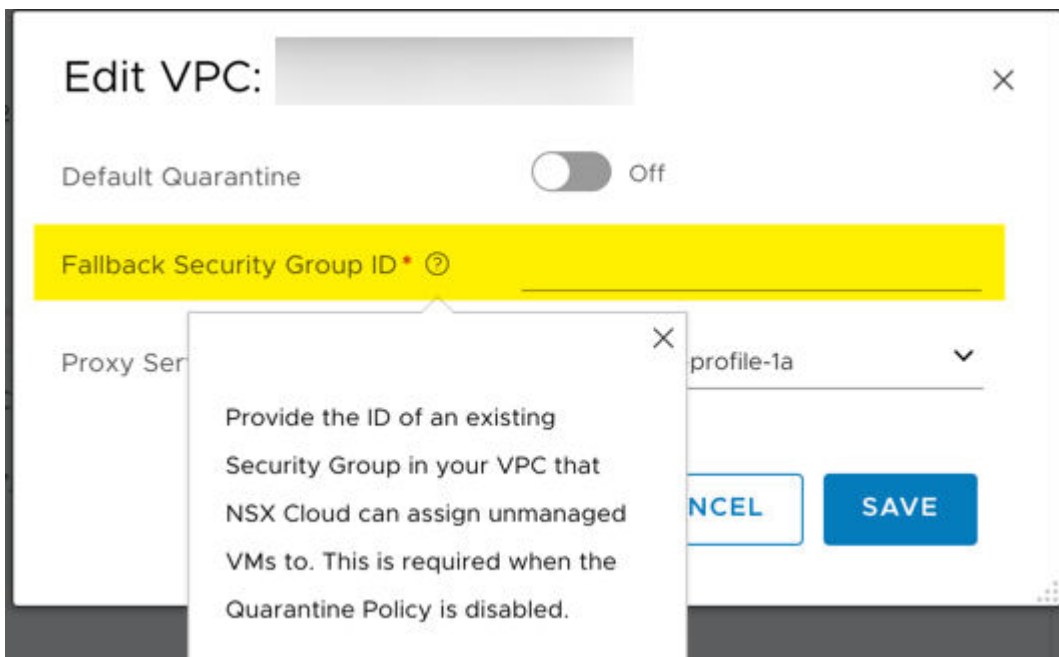 Edit VPC:
Default Quarantine
Off
Fallback Security Group ID*
Proxy Ser
profile-1a
Provide the ID of an existing
Security Group in your VPC that
NSX Cloud can assign unmanaged
VMs to. This is required when the
Quarantine Policy is disabled.
NCEL
SAVE